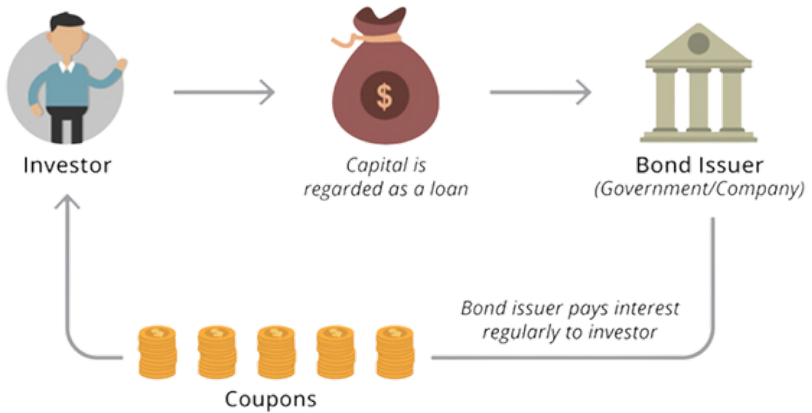 $
Investor
Capital is
regarded as a loan
Bond Issuer
(Government/Company)
Bond issuer pays interest
regularly to investor
Coupons